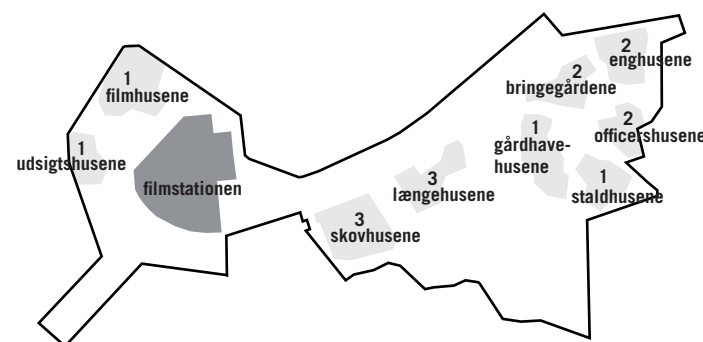 1
filmhusene
1
udsigtshusene
filmstationen
3
skovhusene
3
længehusene
1
gårdhave-
husene
2
bringegårdene
2
enghusene
2
officershusene
1
staldhusene